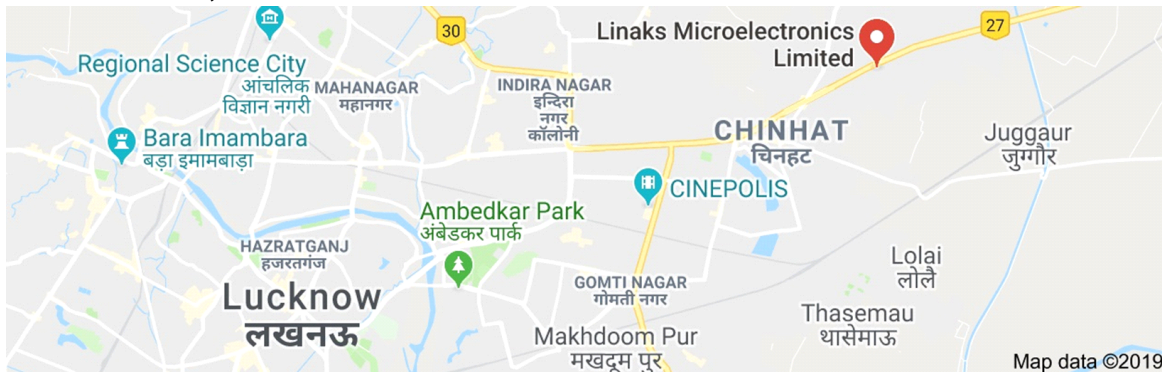 30
27
Linaks Microelectronics
Limited
Regional Science City
आंचलिक
विज्ञान नगरी
MAHANAGAR
महानगर
INDIRA NAGAR
इन्दिरा
नगर
कॉलोनी
Bara Imambara
बड़ा इमामबाड़ा
CHINHAT
चिनहट
Juggaur
जुग्गौर
CINEPOLIS
Ambedkar Park
अंबेडकर पार्क
HAZRATGANJ
हजरतगंज
Lolai
लोलै
GOMTI NAGAR
गोमती नगर
Lucknow
लखनऊ
Thasemau
थासेमाऊ
Makhdoom Pur
मखदूम पुर
Map data ©2019